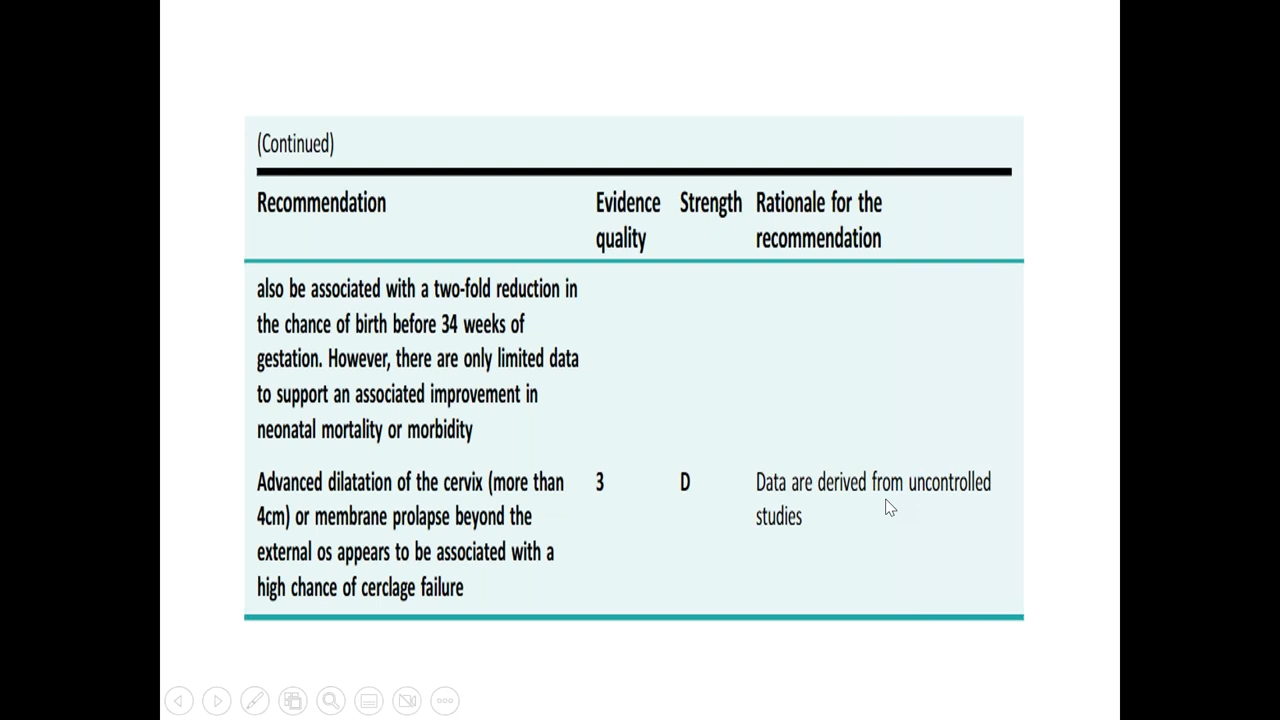 (Continued)
Recommendation Evidence quality Strength Rationale for the recommendation
also be associated with a two-fold reduction in
the chance of birth before 34 weeks of
gestation. However, there are only limited data
to support an associated improvement in
neonatal mortality or morbidity
Advanced dilatation of the cervix (more than
4cm) or membrane prolapse beyond the
external os appears to be associated with a
high chance of cerclage failure
3
D
Data are derived from uncontrolled
studies